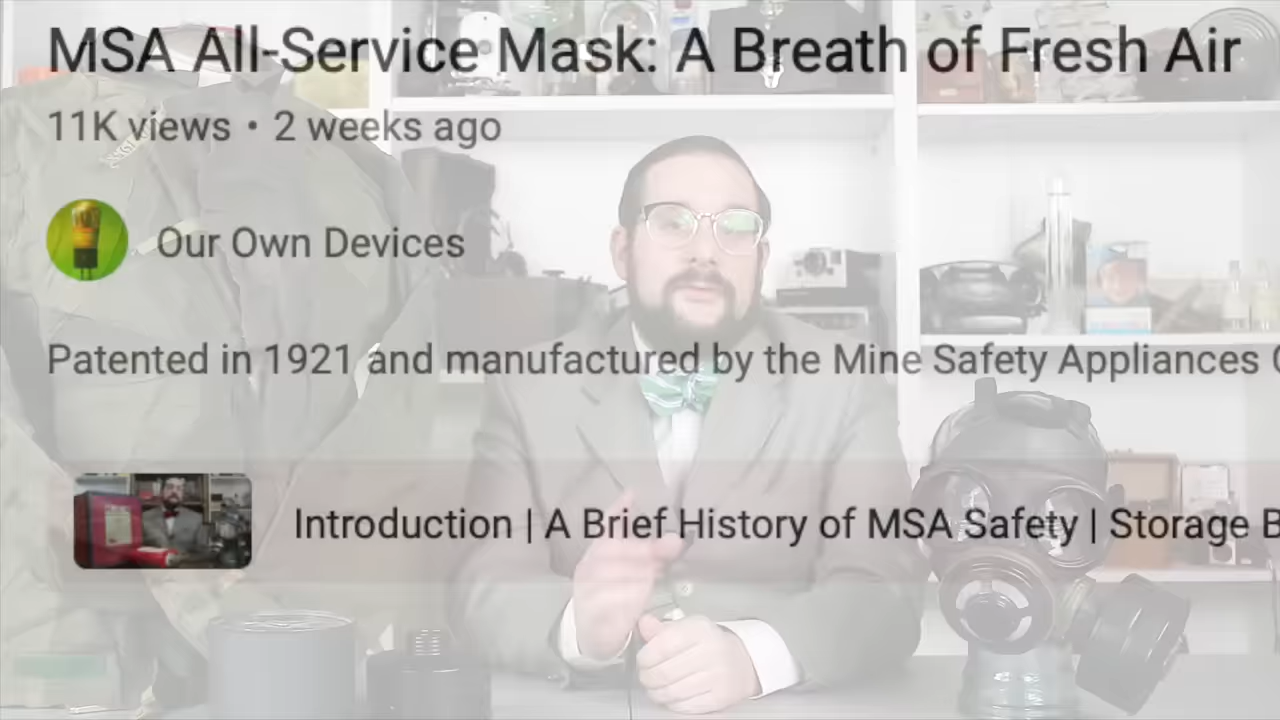 MSA All-Service Mask: A Breath of Fresh Air
11K views • 2 weeks ago
Our Own Devices
Patented in 1921 and manufactured by the Mine Safety Appliances
Introduction | A Brief History of MSA Safety | Storage B